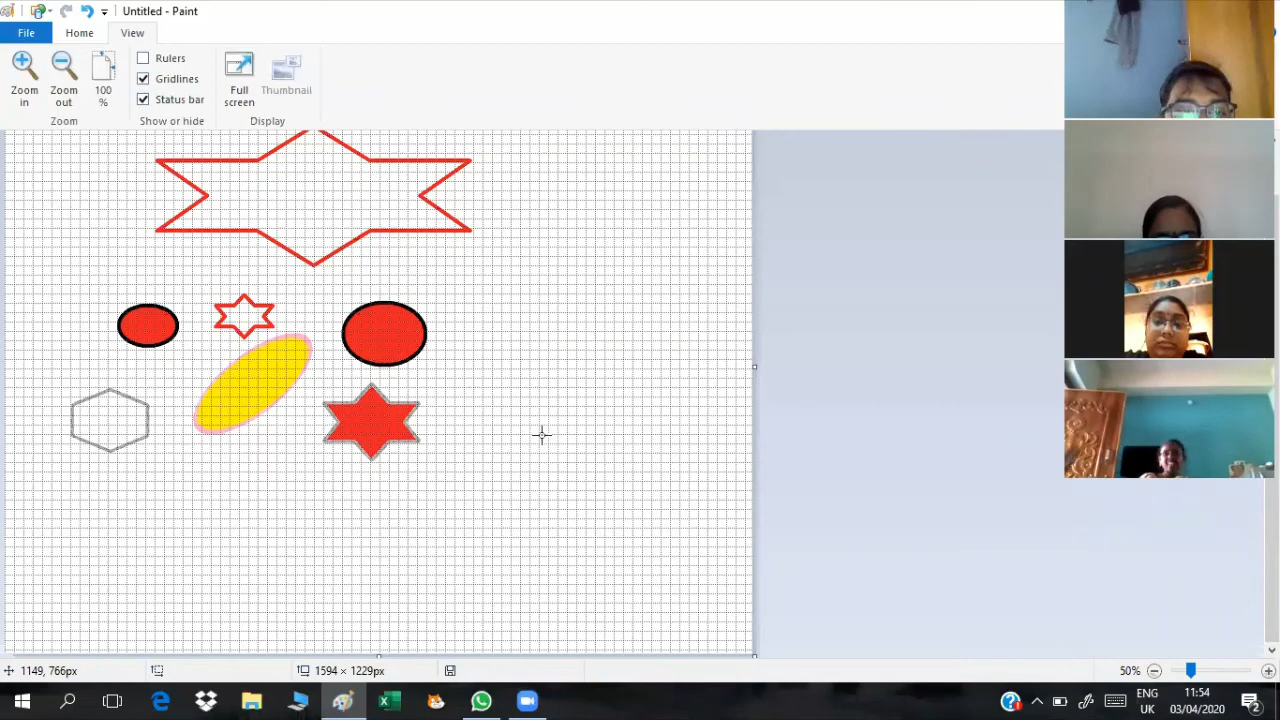 Untitled - Paint
File Home View
Rulers
Gridlines
Status bar
Zoom in
Zoom out
100 %
Full screen
Thumbnail
Zoom
Show or hide
Display
1149, 766px
1594 × 1229px
50%
ENG
UK
11:54
03/04/2020
2